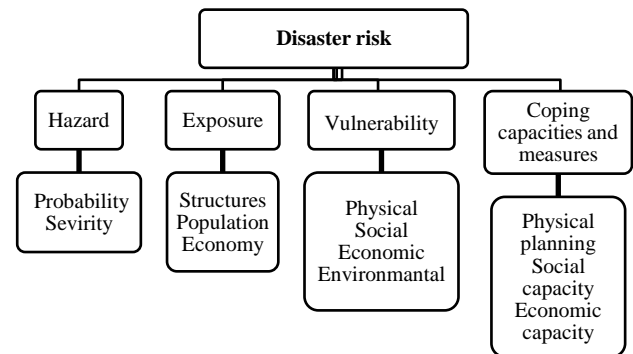 Disaster risk
Hazard
Exposure
Vulnerability
Coping
capacities and
measures
Probability
Sevirity
Structures
Population
Economy
Physical
Social
Economic
Environmantal
Physical
planning
Social
capacity
Economic
capacity